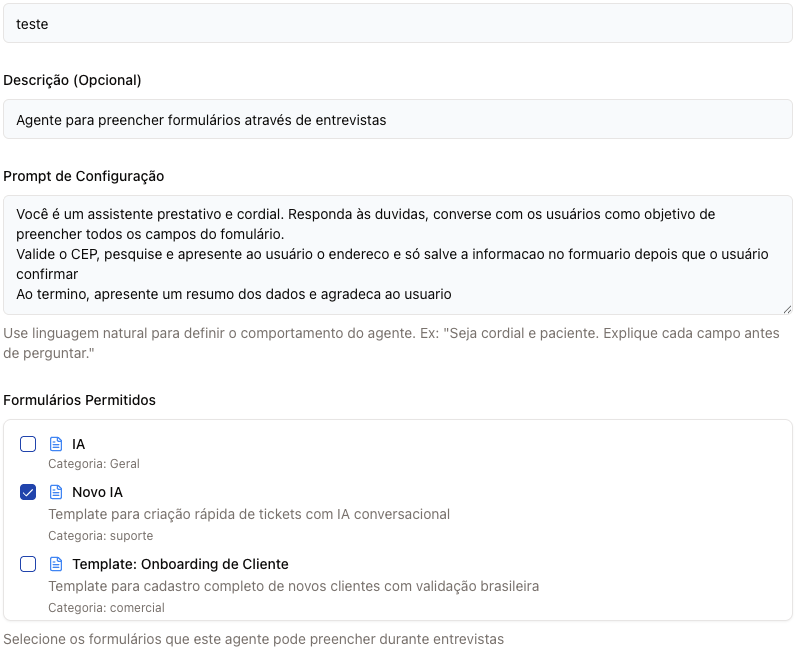 teste
Descrição (Opcional)
Agente para preencher formulários através de entrevistas
Prompt de Configuração
Você é um assistente prestativo e cordial. Responda às duvidas, converse com os usuários como objetivo de
preencher todos os campos do fomulário.
Valide o CEP, pesquise e apresente ao usuário o endereco e só salve a informacao no formuario depois que o usuário
confirmar
Ao termino, apresente um resumo dos dados e agradeca ao usuario
Use linguagem natural para definir o comportamento do agente. Ex: "Seja cordial e paciente. Explique cada campo antes
de perguntar."
Formulários Permitidos
IA
Categoria: Geral
Novo IA
Template para criação rápida de tickets com IA conversacional
Categoria: suporte
Template: Onboarding de Cliente
Template para cadastro completo de novos clientes com validação brasileira
Categoria: comercial
Selecione os formulários que este agente pode preencher durante entrevistas